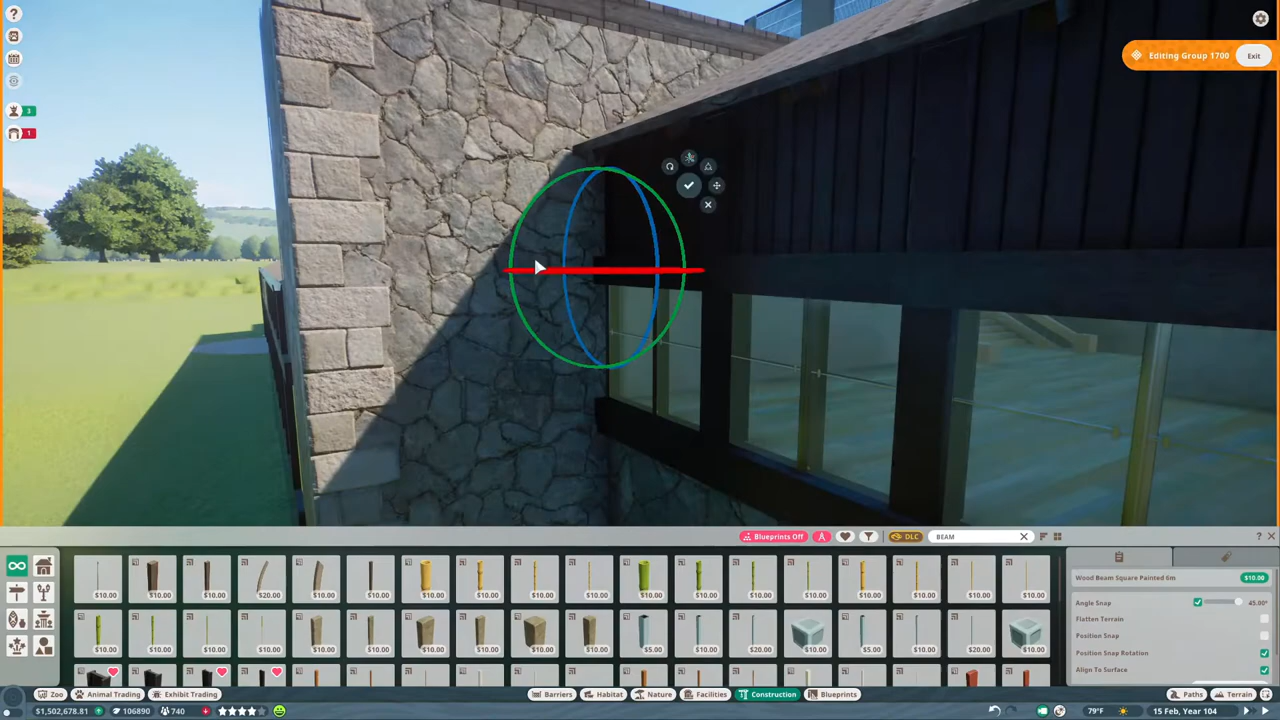 ?
Editing Group 1700
Exit
3
1
Blueprints Off
DLC
BEAM
?
$10.00 $10.00 $10.00 $20.00 $10.00 $10.00 $10.00 $10.00 $10.00 $10.00 $10.00 $10.00 $10.00 $10.00 $10.00 $10.00 $10.00 $10.00
$10.00 $10.00 $10.00 $10.00 $10.00 $10.00 $10.00 $10.00 $10.00 $10.00 $5.00 $10.00 $20.00 $10.00 $5.00 $10.00 $20.00 $10.00
Wood Beam Square Painted 6m
$10.00
Angle Snap
45.00°
Flatten Terrain
Position Snap
Position Snap Rotation
Align To Surface
Zoo
Animal Trading
Exhibit Trading
Barriers
Habitat
Nature
Facilities
Construction
Blueprints
Paths
Terrain
$1,502,678.81
106890
740
79°F
15 Feb, Year 104